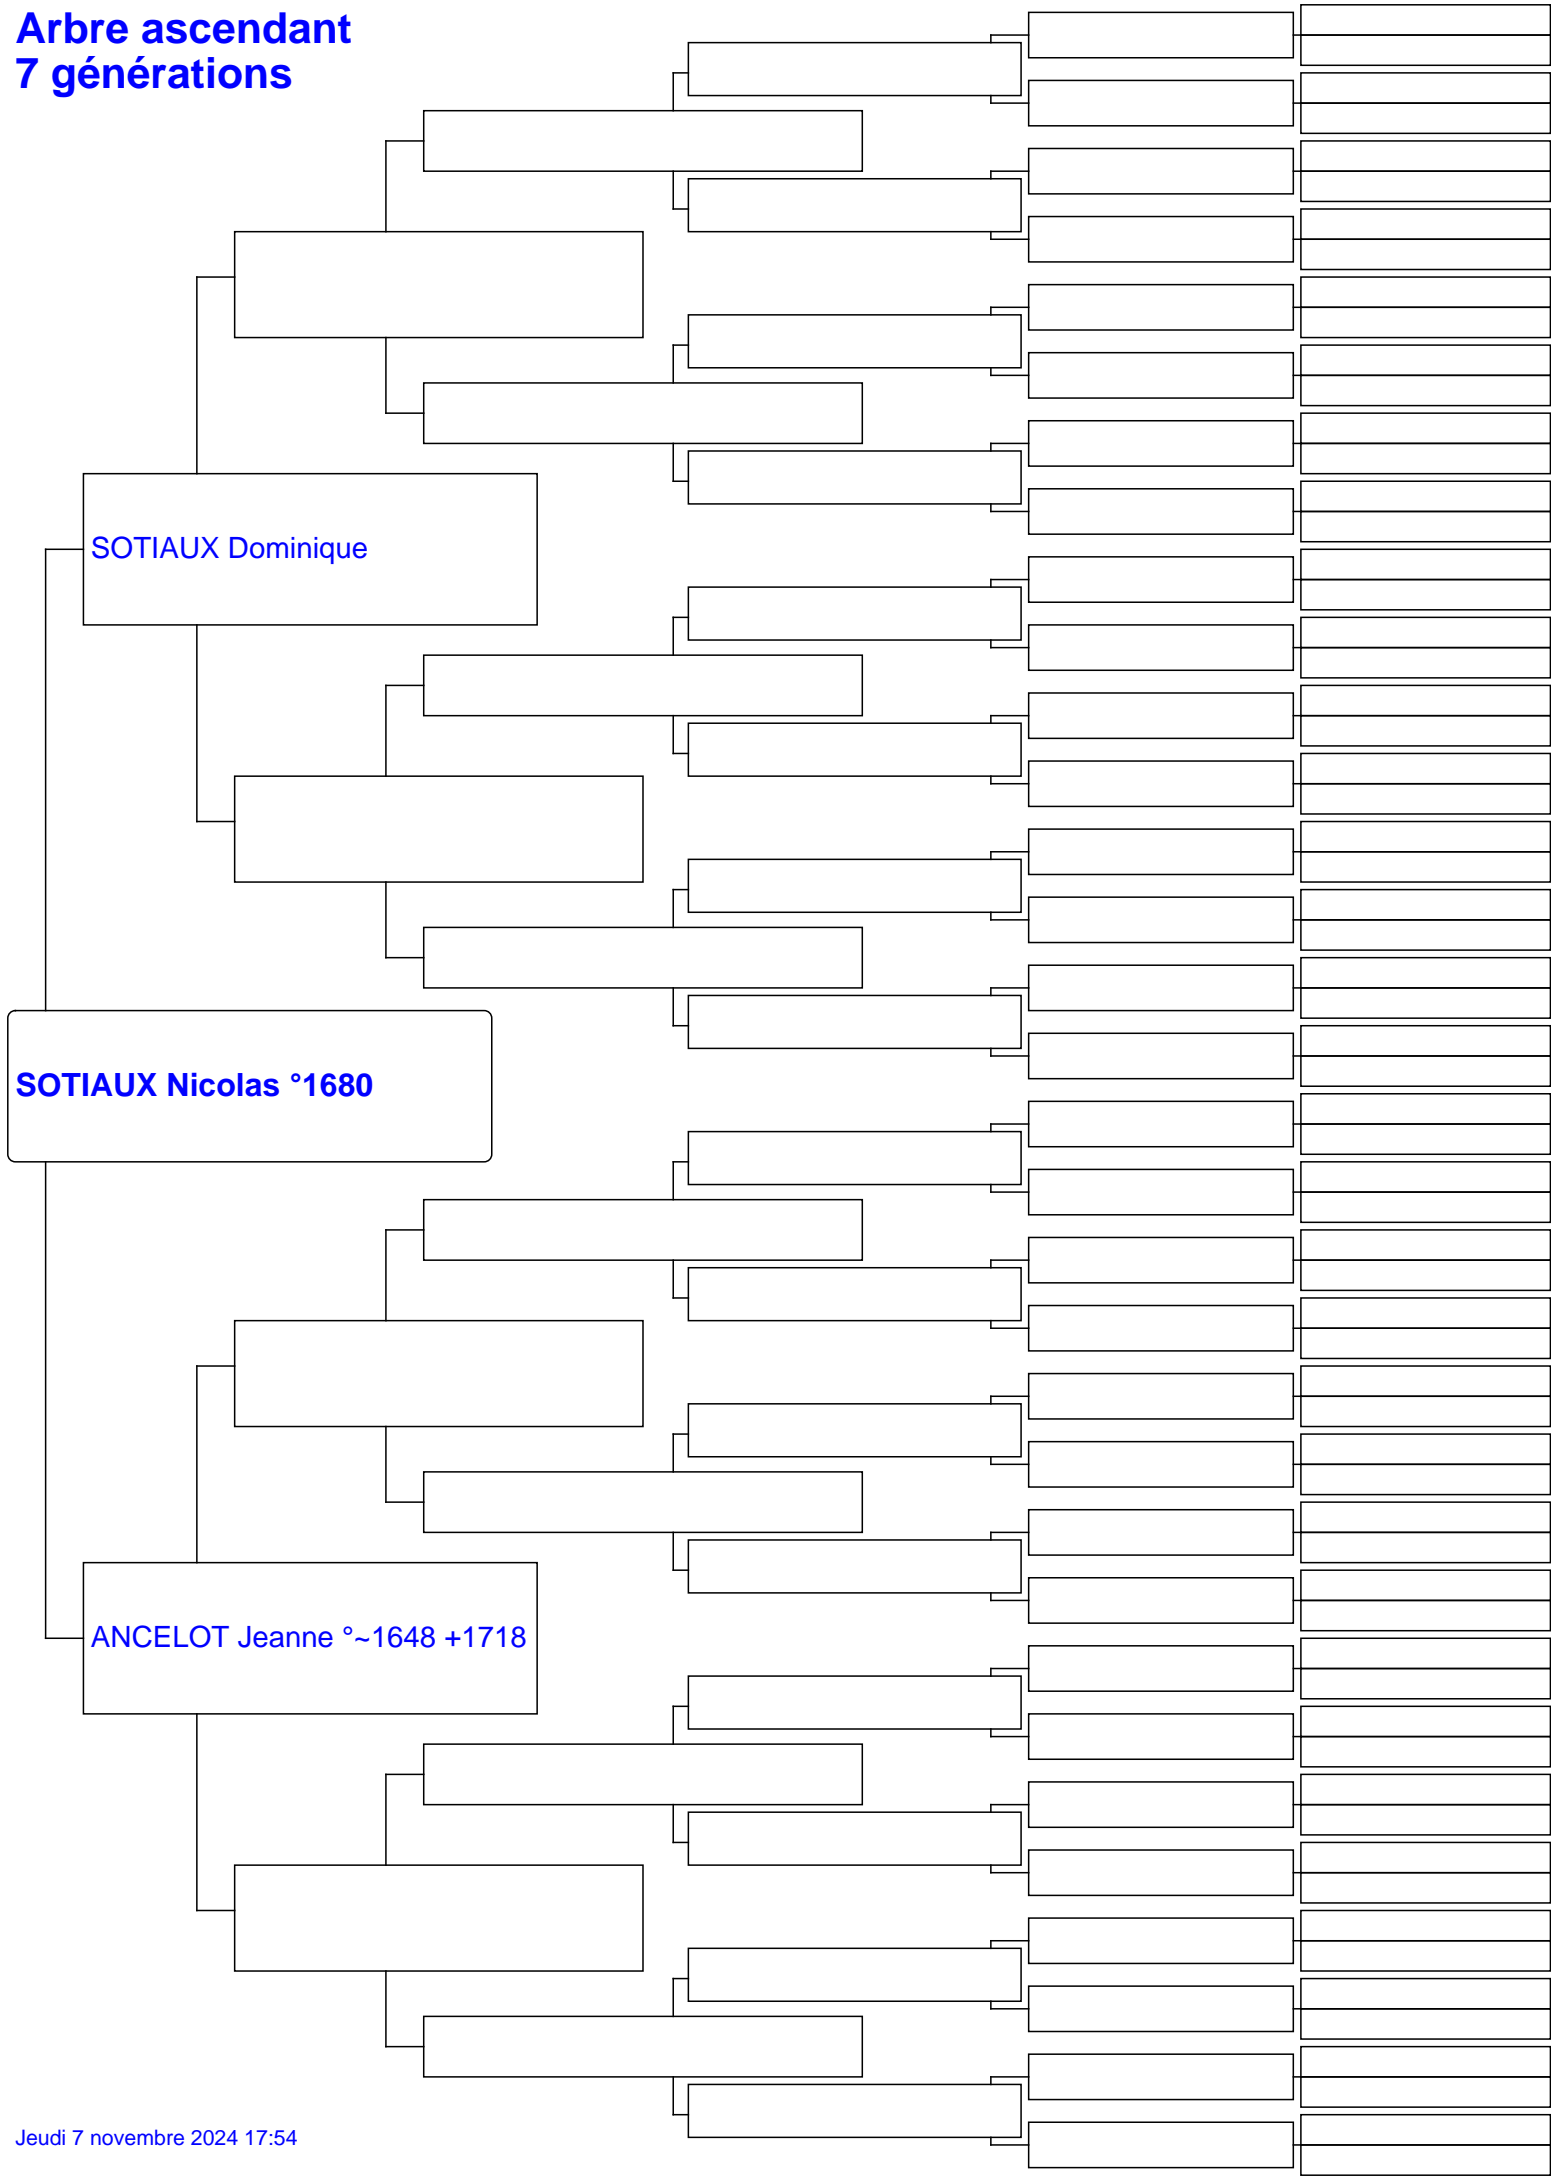 Arbre ascendant
7 générations
SOTIAUX Dominique
SOTIAUX Nicolas °1680
ANCELOT Jeanne °~1648 +1718
Jeudi 7 novembre 2024 17:54